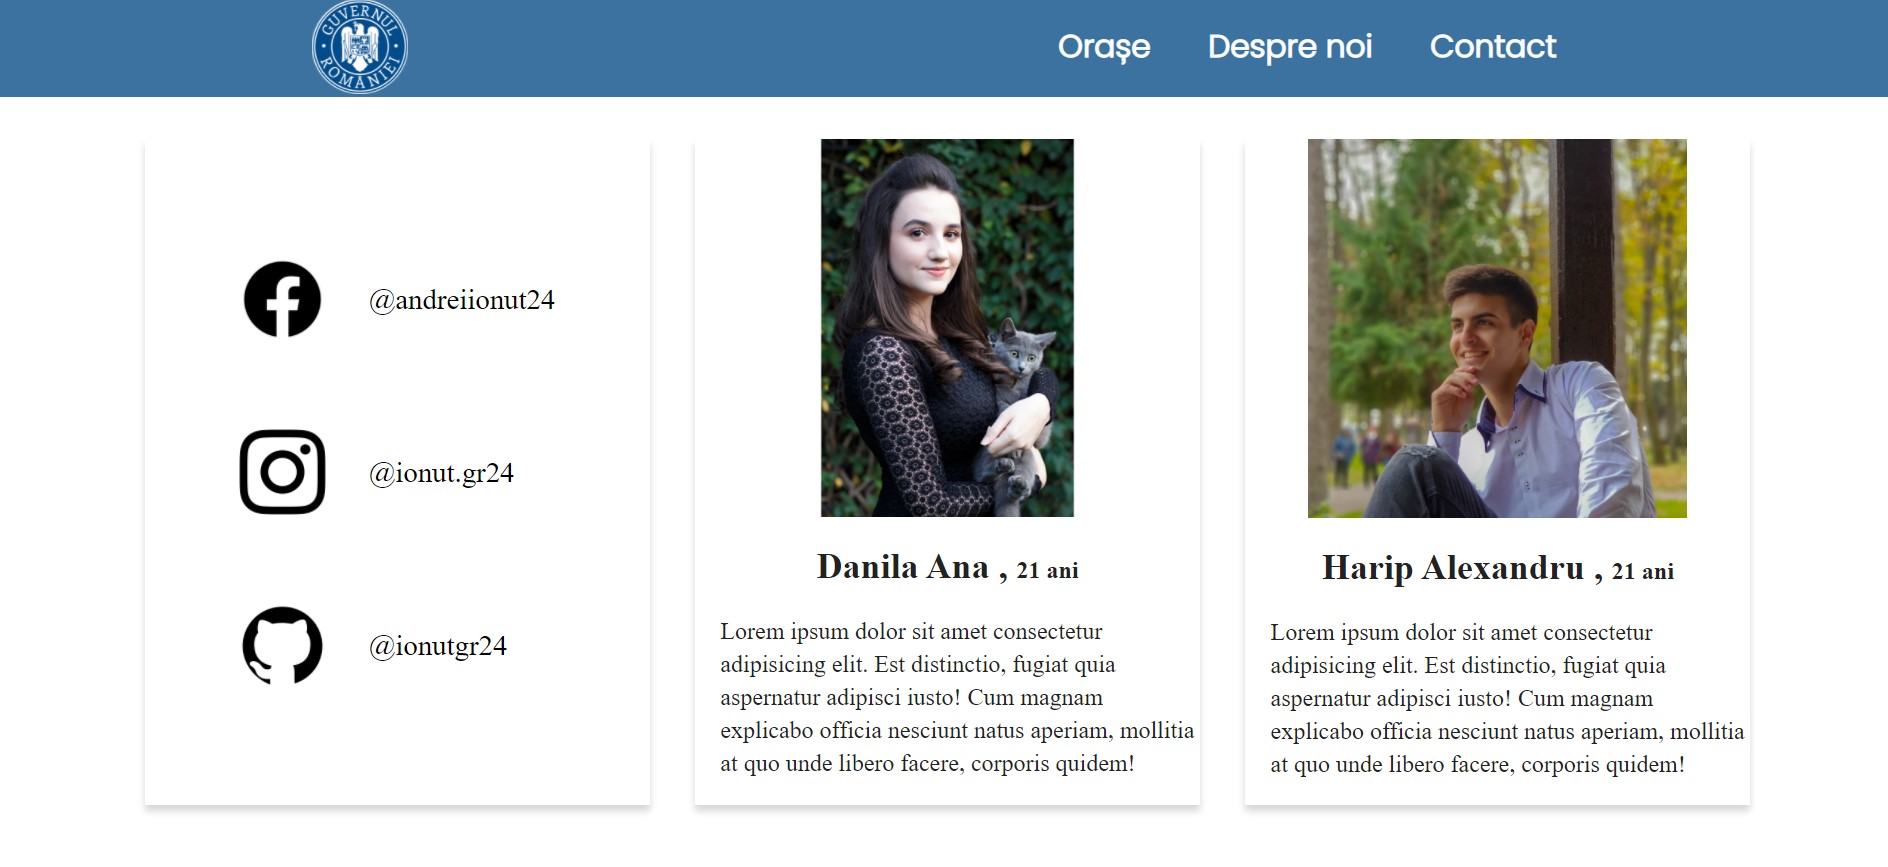 GUVERNUL
ROMÂNIEI
Orașe
Despre noi
Contact
@andreiionut24
@ionut.gr24
@ionutgr24
Danila Ana , 21 ani
Lorem ipsum dolor sit amet consectetur
adipisicing elit. Est distinctio, fugiat quia
aspernatur adipisci iusto! Cum magnam
explicabo officia nesciunt natus aperiam, mollitia
at quo unde libero facere, corporis quidem!
Harip Alexandru , 21 ani
Lorem ipsum dolor sit amet consectetur
adipisicing elit. Est distinctio, fugiat quia
aspernatur adipisci iusto! Cum magnam
explicabo officia nesciunt natus aperiam, mollitia
at quo unde libero facere, corporis quidem!